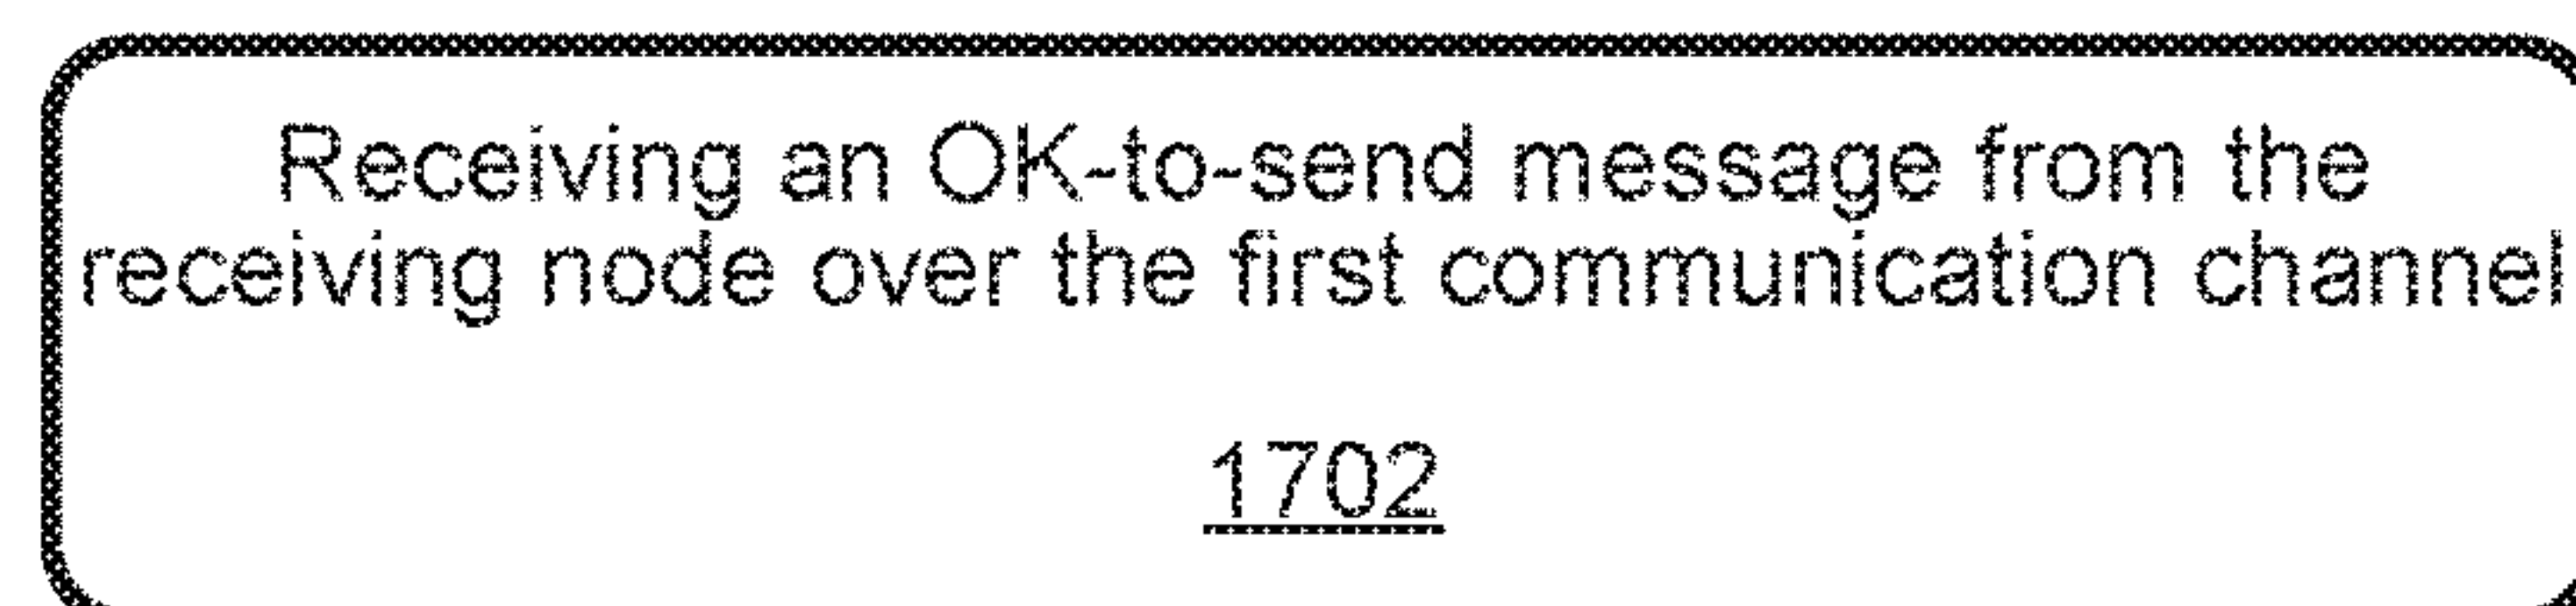 Receiving an OK-to-send message from the
receiving node over the first communication channel
1702